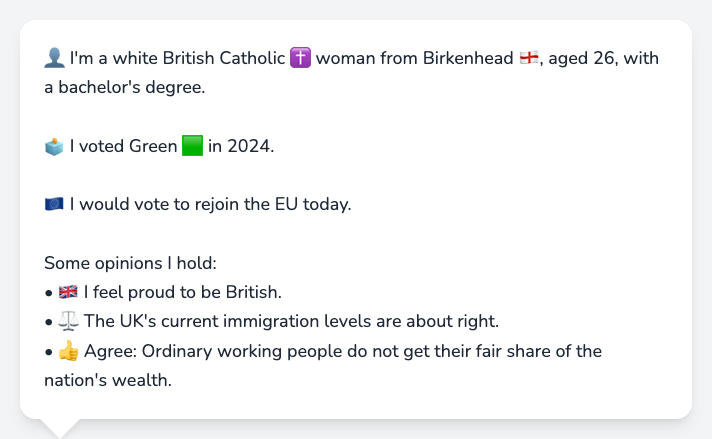 👤 I'm a white British Catholic ✝️ woman from Birkenhead 🏴󠁧󠁢󠁥󠁮󠁧󠁿, aged 26, with
a bachelor's degree.
🗳️ I voted Green 🟩 in 2024.
🇪🇺 I would vote to rejoin the EU today.
Some opinions I hold:
• 🇬🇧 I feel proud to be British.
• ⚖️ The UK's current immigration levels are about right.
• 👍 Agree: Ordinary working people do not get their fair share of the
nation's wealth.